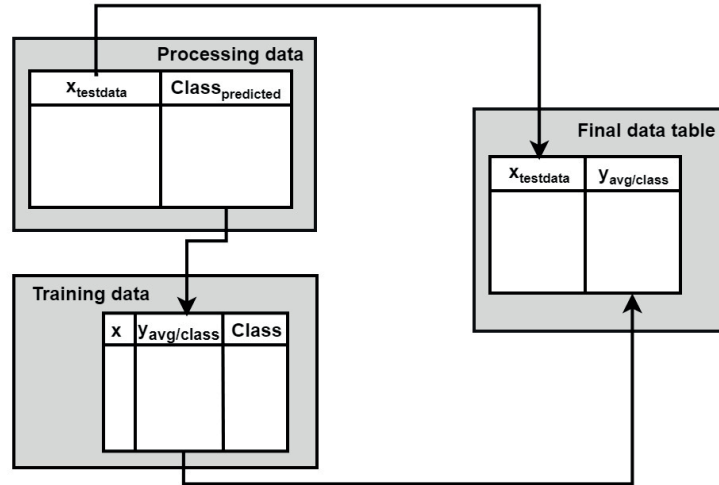 Processing data
xtestdata Classpredicted
Final data table
xtestdata yavg/class
Training data
x yavg/class Class